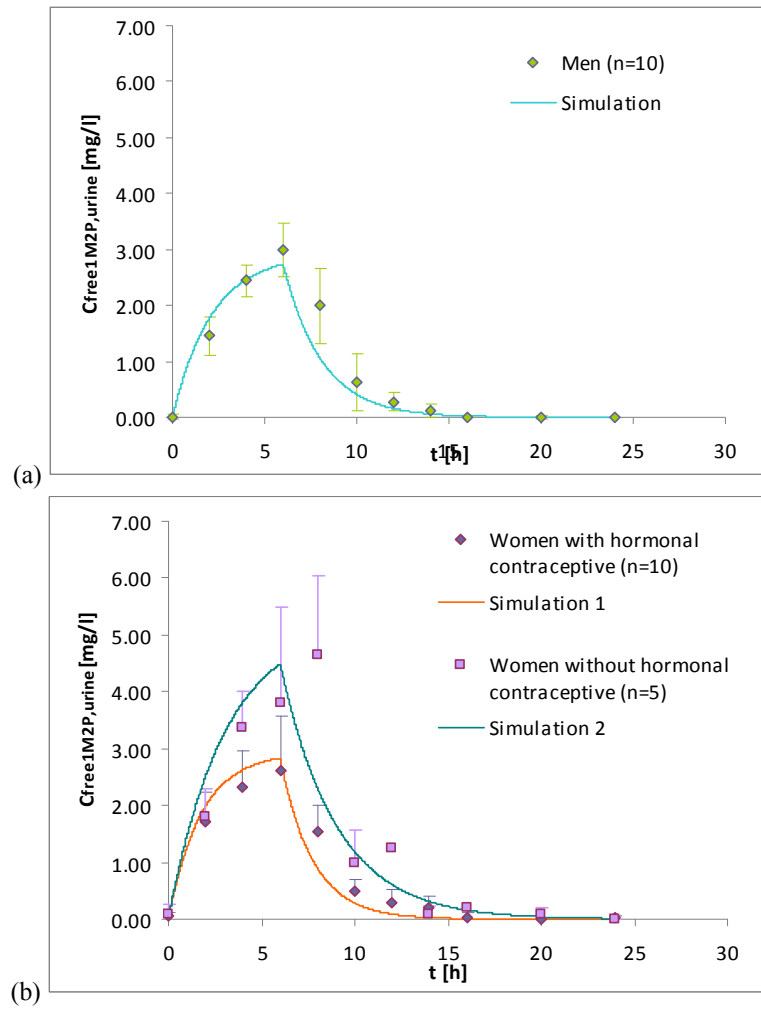 7.00
6.00
5.00
4.00
3.00
2.00
1.00
0.00
Cfree1M2P,urine [mg/l]
Men (n=10)
Simulation
0 5 10 15 20 25 30
t [h]
(a)
7.00
6.00
5.00
4.00
3.00
2.00
1.00
0.00
Cfree1M2P,urine [mg/l]
Women with hormonal
contraceptive (n=10)
Simulation 1
Women without hormonal
contraceptive (n=5)
Simulation 2
0 5 10 15 20 25 30
t [h]
(b)